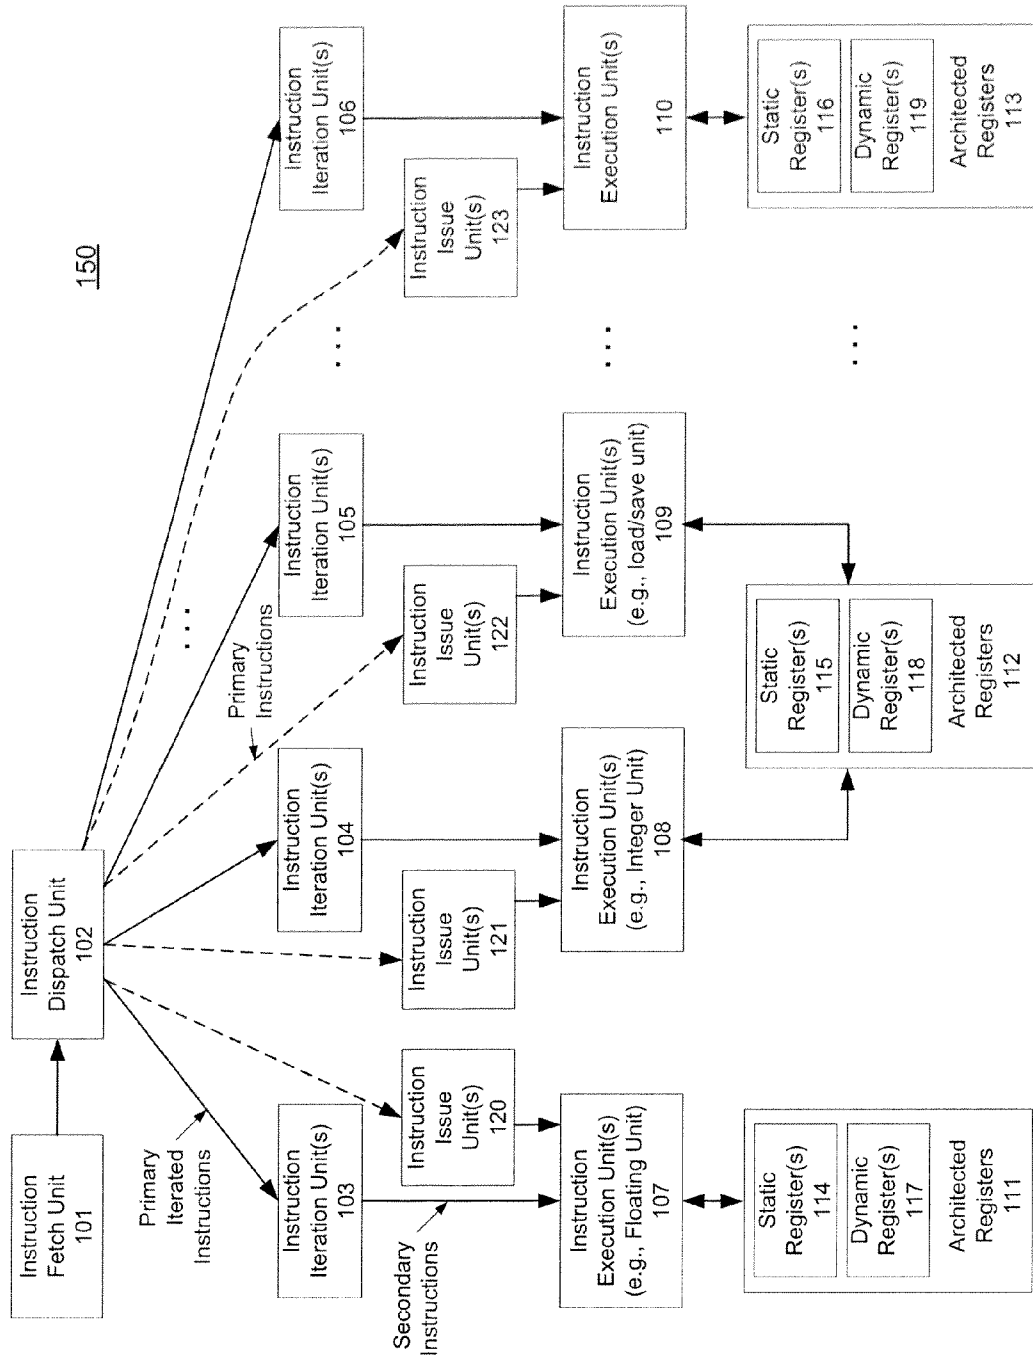 150
Instruction
Fetch Unit
101
Instruction
Dispatch Unit
102
Primary
Iterated
Instructions
Primary
Instructions
. . .
Instruction
Iteration Unit(s)
103
Instruction
Iteration Unit(s)
104
Instruction
Iteration Unit(s)
105
. . .
Instruction
Iteration Unit(s)
106
Secondary
Instructions
Instruction
Issue
Unit(s)
120
Instruction
Issue
Unit(s)
121
Instruction
Issue
Unit(s)
122
Instruction
Issue
Unit(s)
123
Instruction
Execution Unit(s)
(e.g., Floating Unit)
107
Instruction
Execution Unit(s)
(e.g., Integer Unit)
108
Instruction
Execution Unit(s)
(e.g., load/save unit)
109
. . .
Instruction
Execution Unit(s)
110
Static
Register(s)
114
Dynamic
Register(s)
117
Architected
Registers
111
Static
Register(s)
115
Dynamic
Register(s)
118
Architected
Registers
112
. . .
Static
Register(s)
116
Dynamic
Register(s)
119
Architected
Registers
113